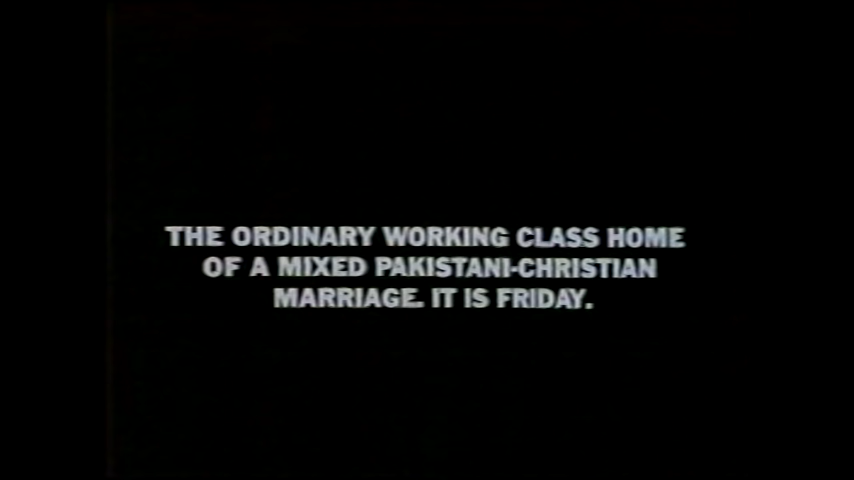 THE ORDINARY WORKING CLASS HOME
OF A MIXED PAKISTANI-CHRISTIAN
MARRIAGE. IT IS FRIDAY.